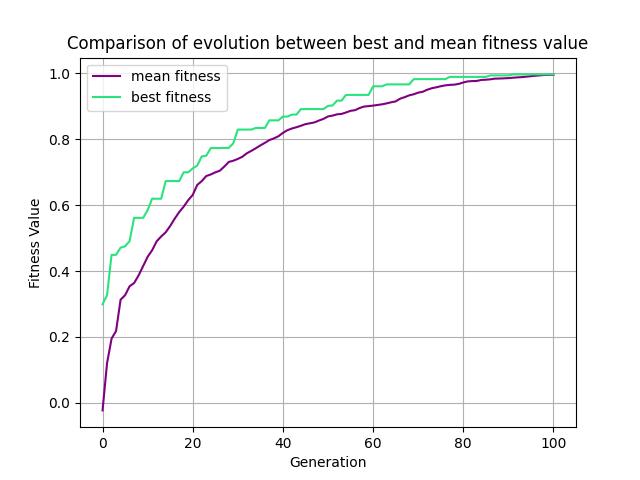 Comparison of evolution between best and mean fitness value
mean fitness
best fitness
1.0
0.8
0.6
0.4
0.2
0.0
Fitness Value
0 20 40 60 80 100
Generation